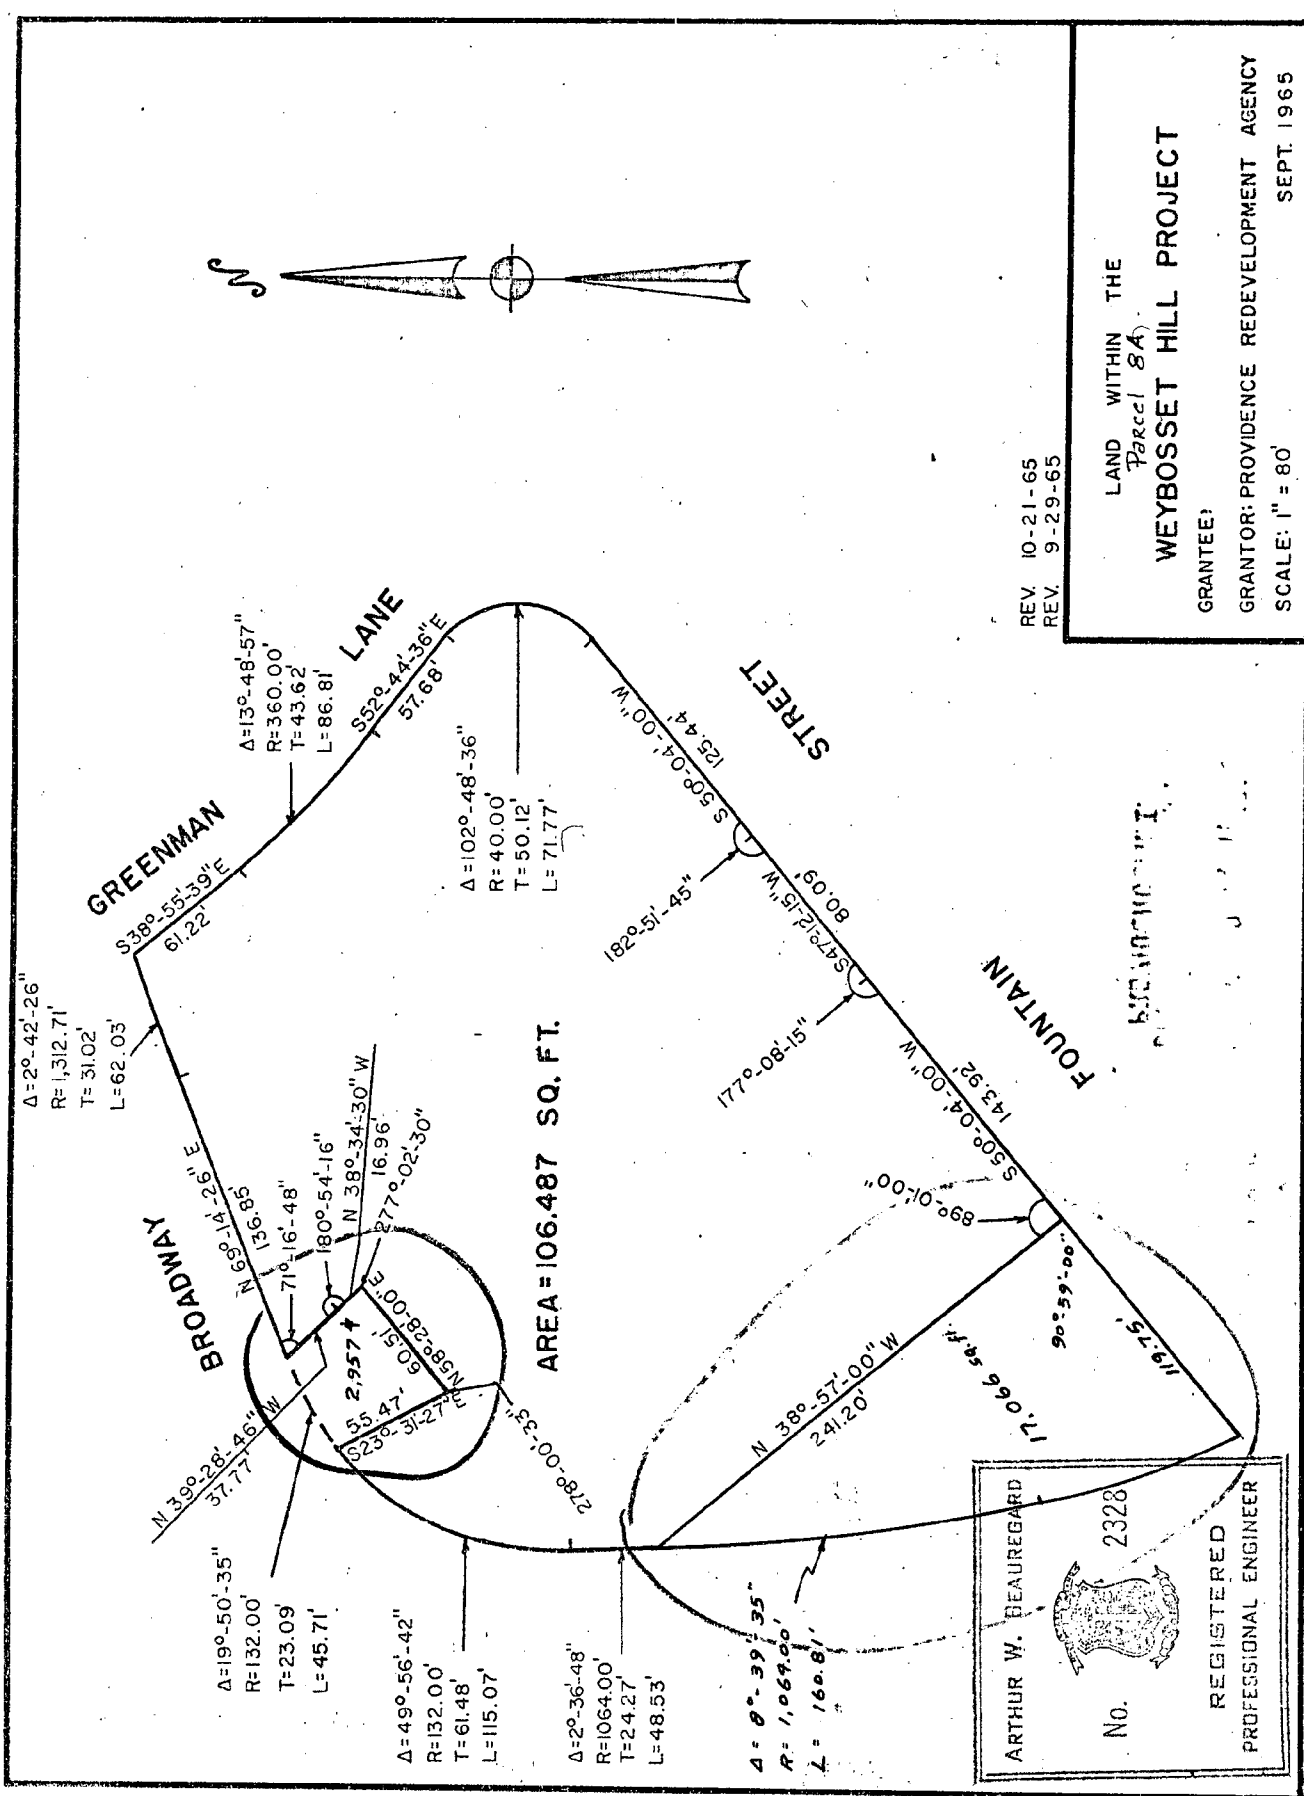 N
GREENMAN
LANE
BROADWAY
FOUNTAIN
STREET
Δ=2°-42'-26"
R=1,312.71'
T=31.02'
L=62.03'
S38°-55'-39"E
61.22'
Δ=13°-48'-57"
R=360.00'
T=43.62'
L=86.81'
S52°-44'-36"E
57.68'
Δ=102°-48'-36"
R=40.00'
T=50.12'
L=71.77'
S 50°-04'-00" W
125.44'
182°-51'-45"
S47°-12'-15" W
80.09'
177°-08'-15"
S 50°-04'-00" W
143.92'
89°-01'-00"
90°-59'-00"
119.75'
N 69°-14'-26" E
136.85'
71°-16'-48"
180°-54'-16"
N 38°-34'-30" W
16.96'
277°-02'-30"
2,957
60.51'
N58°-28'-00"E
55.47'
S23°-31'-27"E
278°-00'-33"
N 39°-28'-46" W
37.77'
AREA=106.487 SQ. FT.
N 38°-57'-00" W
241.20'
17,066 sq. ft.
Δ=19°-50'-35"
R=132.00'
T=23.09'
L=45.71'
Δ=49°-56'-42"
R=132.00'
T=61.48'
L=115.07'
Δ=2°-36'-48"
R=1064.00'
T=24.27'
L=48.53'
Δ = 8°-39'-35"
R = 1,064.00'
L = 160.81'
REV. 10-21-65
REV. 9-29-65
LAND WITHIN THE
Parcel 8A
WEYBOSSET HILL PROJECT
GRANTEE:
GRANTOR: PROVIDENCE REDEVELOPMENT AGENCY
SCALE: 1" = 80' SEPT. 1965
ARTHUR W. BEAUREGARD
No. 2328
REGISTERED
PROFESSIONAL ENGINEER